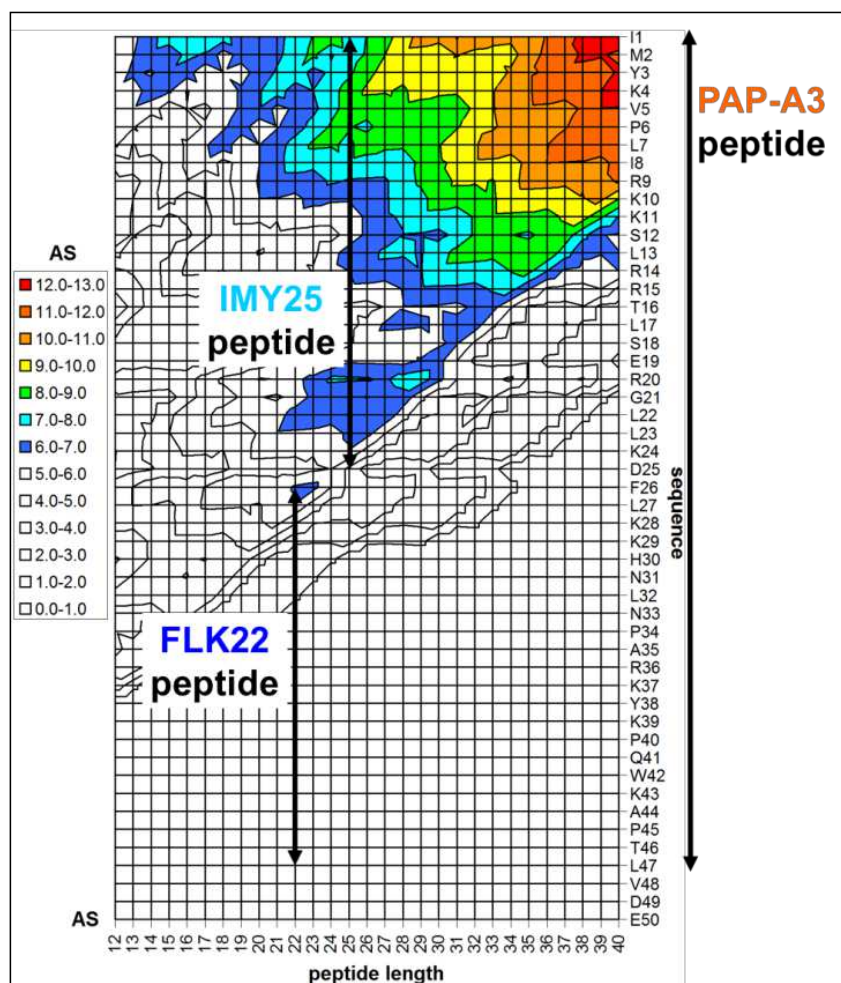 AS
12.0-13.0
11.0-12.0
10.0-11.0
9.0-10.0
8.0-9.0
7.0-8.0
6.0-7.0
5.0-6.0
4.0-5.0
3.0-4.0
2.0-3.0
1.0-2.0
0.0-1.0
IMY25
peptide
FLK22
peptide
I1
M2
Y3
K4
V5
P6
L7
I8
R9
K10
K11
S12
L13
R14
R15
T16
L17
S18
E19
R20
G21
L22
L23
K24
D25
F26
L27
K28
K29
H30
N31
L32
N33
P34
A35
R36
K37
Y38
K39
P40
Q41
W42
K43
A44
P45
T46
L47
V48
D49
E50
sequence
PAP-A3
peptide
AS
12 13 14 15 16 17 18 19 20 21 22 23 24 25 26 27 28 29 30 31 32 33 34 35 36 37 38 39 40
peptide length